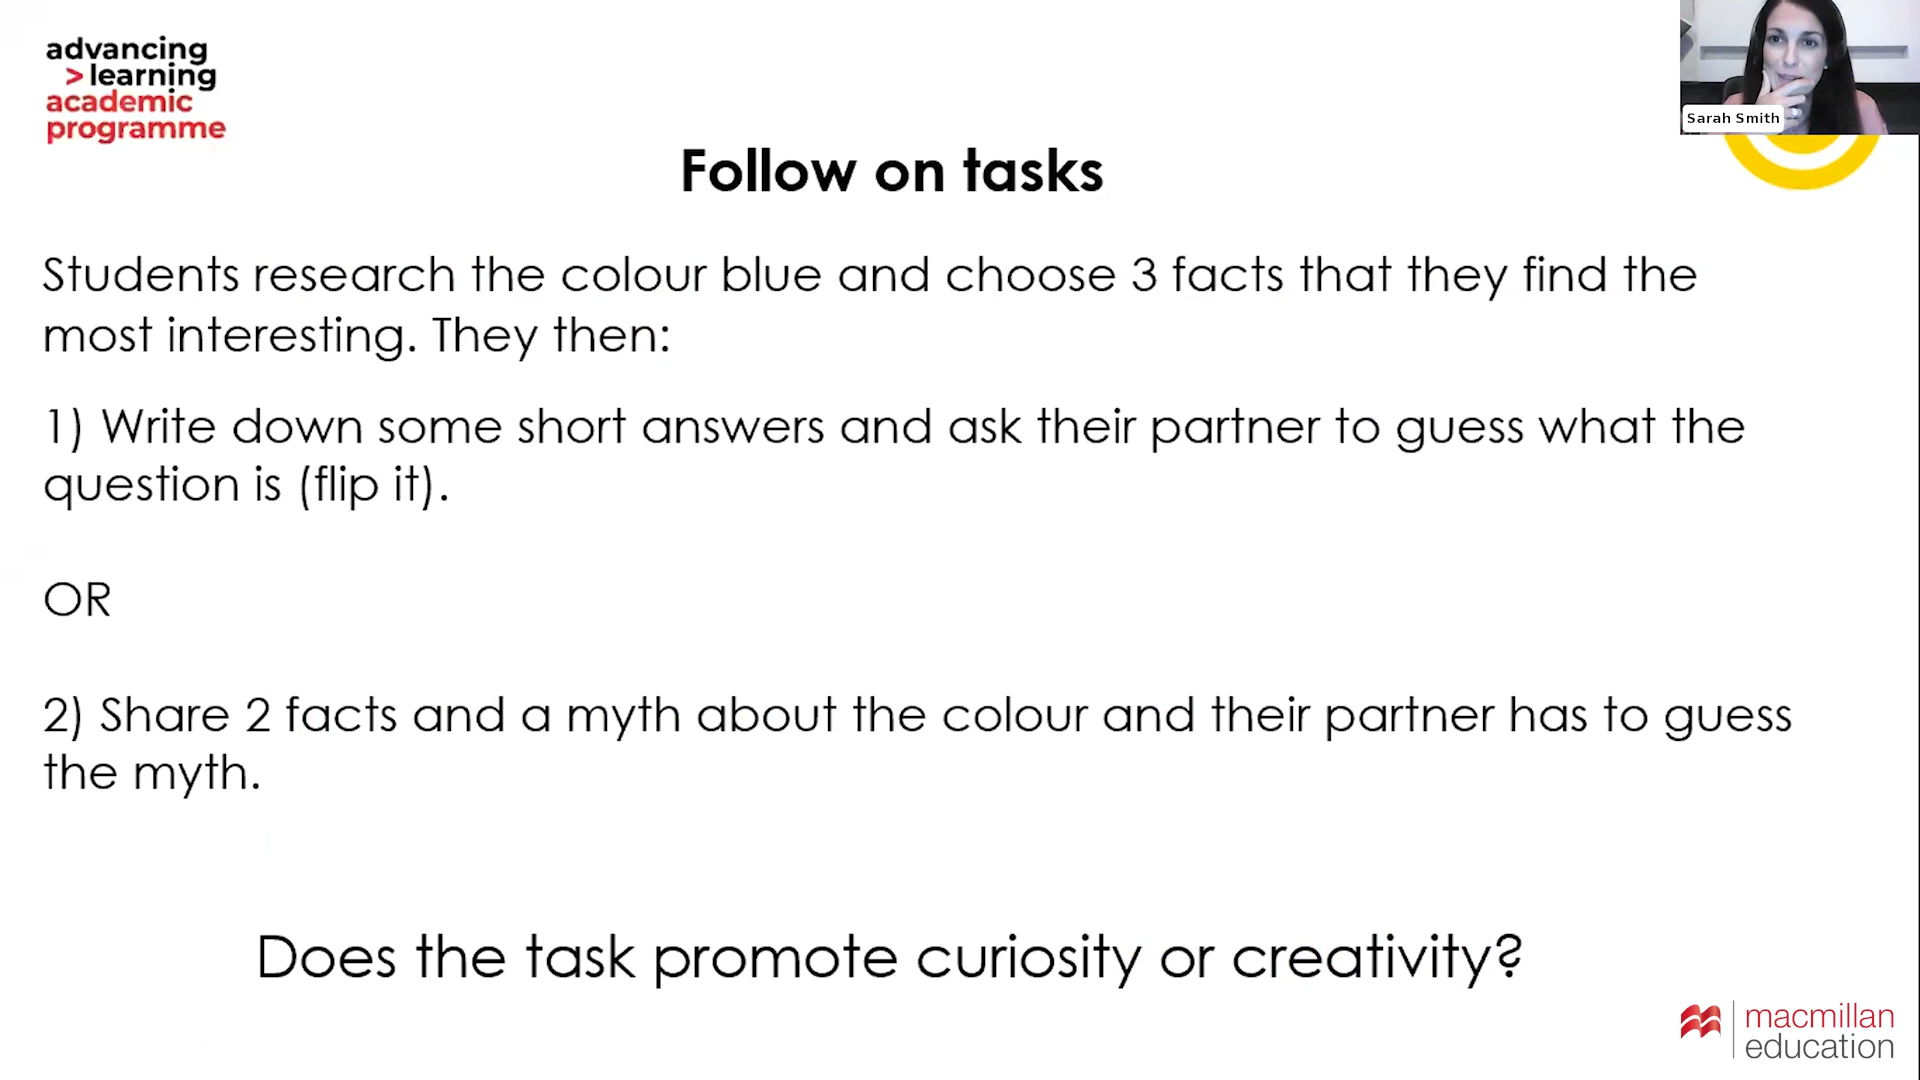 advancing
>learning
academic
programme
Sarah Smith
Follow on tasks
Students research the colour blue and choose 3 facts that they find the
most interesting. They then:
1) Write down some short answers and ask their partner to guess what the
question is (flip it).
OR
2) Share 2 facts and a myth about the colour and their partner has to guess
the myth.
Does the task promote curiosity or creativity?
macmillan
education